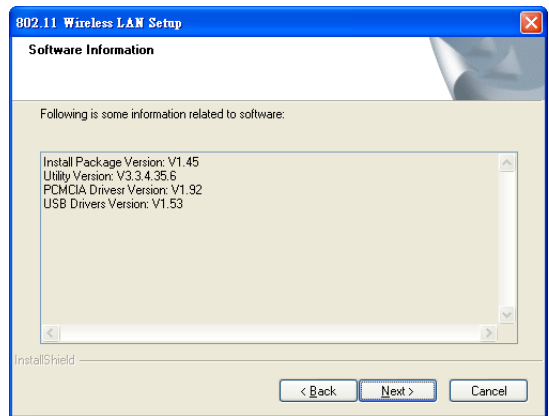 802.11 Wireless LAN Setup
Software Information
Following is some information related to software:
Install Package Version: V1.45
Utility Version: V3.3.4.35.6
PCMCIA Drivesr Version: V1.92
USB Drivers Version: V1.53
InstallShield
< Back
Next >
Cancel